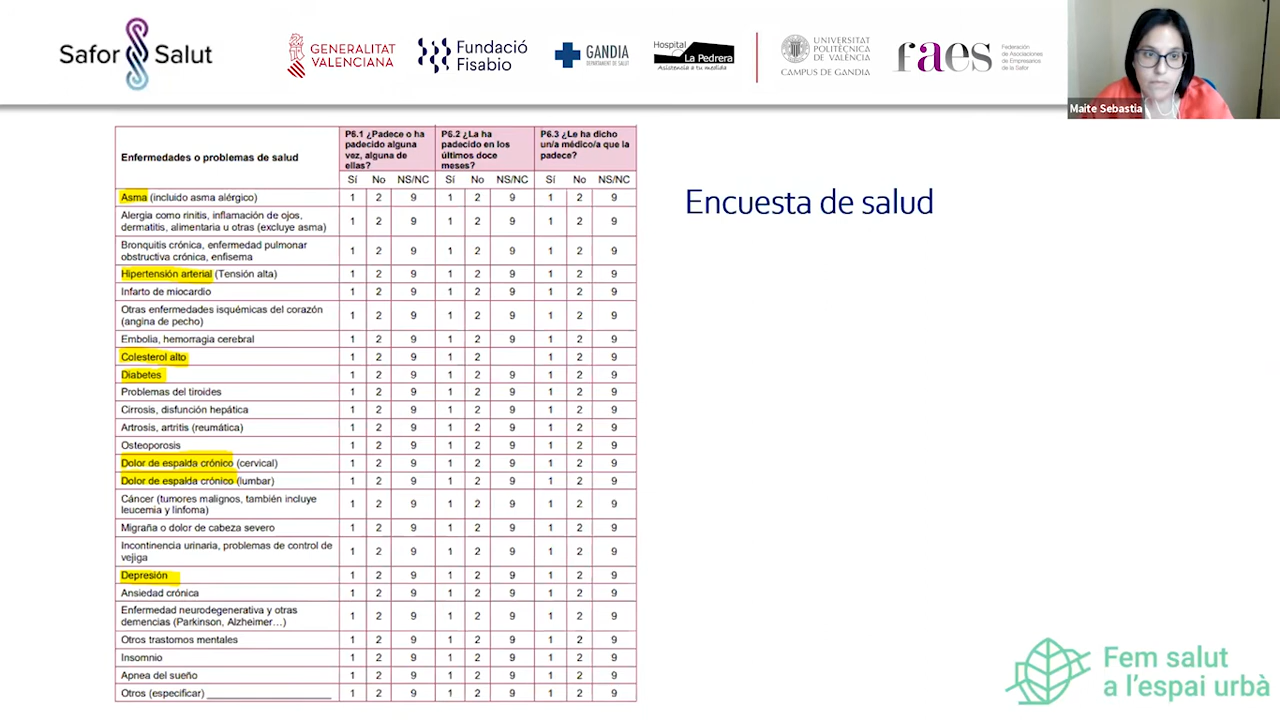 Safor Salut
GENERALITAT
VALENCIANA
Fundació
Fisabio
GANDIA
DEPARTAMENT DE SALUT
Hospital
La Pedrera
Asistencia a tu medida
UNIVERSITAT
POLITÈCNICA
DE VALÈNCIA
CAMPUS DE GANDIA
faes
Federación
de Asociaciones
de Empresarios
de la Safor
Maite Sebastia
Encuesta de salud
Enfermedades o problemas de salud
P6.1 ¿Padece o ha
padecido alguna
vez, alguna de
ellas?
P6.2 ¿La ha
padecido en los
últimos doce
meses?
P6.3 ¿Le ha dicho
un/a médico/a que la
padece?
Sí No NS/NC Sí No NS/NC Sí No NS/NC
Asma (incluido asma alérgico) 1 2 9 1 2 9 1 2 9
Alergia como rinitis, inflamación de ojos,
dermatitis, alimentaria u otras (excluye asma) 1 2 9 1 2 9 1 2 9
Bronquitis crónica, enfermedad pulmonar
obstructiva crónica, enfisema 1 2 9 1 2 9 1 2 9
Hipertensión arterial (Tensión alta) 1 2 9 1 2 9 1 2 9
Infarto de miocardio 1 2 9 1 2 9 1 2 9
Otras enfermedades isquémicas del corazón
(angina de pecho) 1 2 9 1 2 9 1 2 9
Embolia, hemorragia cerebral 1 2 9 1 2 9 1 2 9
Colesterol alto 1 2 9 1 2 1 2 9
Diabetes 1 2 9 1 2 9 1 2 9
Problemas del tiroides 1 2 9 1 2 9 1 2 9
Cirrosis, disfunción hepática 1 2 9 1 2 9 1 2 9
Artrosis, artritis (reumática) 1 2 9 1 2 9 1 2 9
Osteoporosis 1 2 9 1 2 9 1 2 9
Dolor de espalda crónico (cervical) 1 2 9 1 2 9 1 2 9
Dolor de espalda crónico (lumbar) 1 2 9 1 2 9 1 2 9
Cáncer (tumores malignos, también incluye
leucemia y linfoma) 1 2 9 1 2 9 1 2 9
Migraña o dolor de cabeza severo 1 2 9 1 2 9 1 2 9
Incontinencia urinaria, problemas de control de
vejiga 1 2 9 1 2 9 1 2 9
Depresión 1 2 9 1 2 9 1 2 9
Ansiedad crónica 1 2 9 1 2 9 1 2 9
Enfermedad neurodegenerativa y otras
demencias (Parkinson, Alzheimer…) 1 2 9 1 2 9 1 2 9
Otros trastornos mentales 1 2 9 1 2 9 1 2 9
Insomnio 1 2 9 1 2 9 1 2 9
Apnea del sueño 1 2 9 1 2 9 1 2 9
Otros (especificar) ____________________ 1 2 9 1 2 9 1 2 9
Fem salut
a l'espai urbà